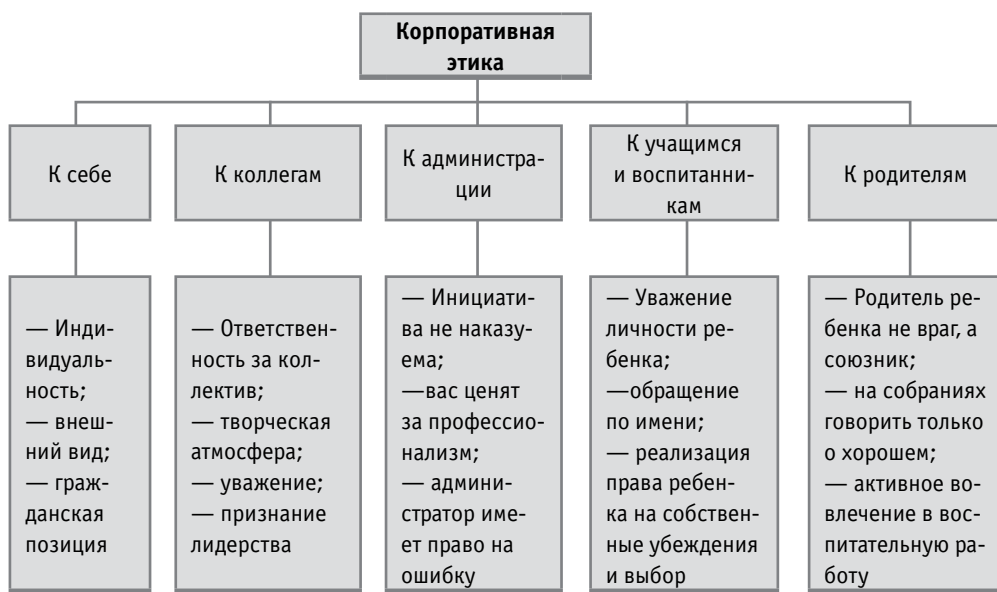 Корпоративная
этика
К себе
К коллегам
К администра-
ции
К учащимся
и воспитанни-
кам
К родителям
— Инди-
видуаль-
ность;
— внеш-
ний вид;
— граж-
данская
позиция
— Ответствен-
ность за кол-
лектив;
— творческая
атмосфера;
— уважение;
— признание
лидерства
— Инициати-
ва не наказу-
ема;
—вас ценят
за профессио-
нализм;
— админи-
стратор име-
ет право на
ошибку
— Уважение
личности ре-
бенка;
—обращение
по имени;
— реализация
права ребен-
ка на собствен-
ные убеждения
и выбор
— Родитель ре-
бенка не враг, а
союзник;
— на собраниях
говорить только
о хорошем;
— активное во-
влечение в вос-
питательную ра-
боту